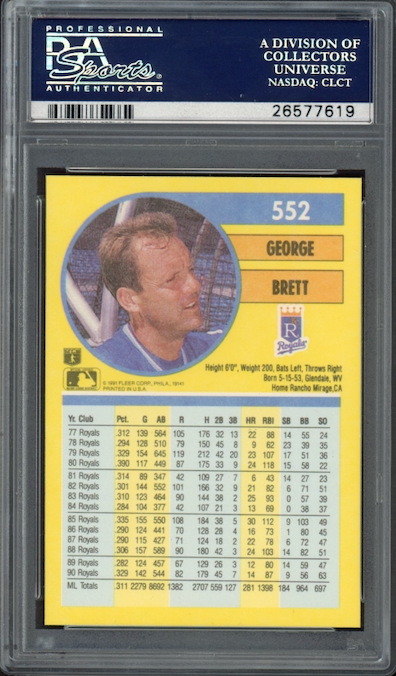 PROFESSIONAL
PSA
Sports
AUTHENTICATOR
A DIVISION OF
COLLECTORS
UNIVERSE
NASDAQ: CLCT
26577619
552
GEORGE
BRETT
R
Royals
Height 6'0", Weight 200, Bats Left, Throws Right
Born 5-15-53, Glendale, WV
Home Rancho Mirage,CA
© 1991 FLEER CORP., PHILA., 19141
PRINTED IN U.S.A.
Yr. Club Pct. G AB R H 2B 3B HR RBI SB BB SO
77 Royals .312 139 564 105 176 32 13 22 88 14 55 24
78 Royals .294 128 510 79 150 45 8 9 62 23 39 35
79 Royals .329 154 645 119 212 42 20 23 107 17 51 36
80 Royals .390 117 449 87 175 33 9 24 118 15 58 22
81 Royals .314 89 347 42 109 27 7 6 43 14 27 23
82 Royals .301 144 552 101 166 32 9 21 82 6 71 51
83 Royals .310 123 464 90 144 38 2 25 93 0 57 39
84 Royals .284 104 377 42 107 21 3 13 69 0 38 37
85 Royals .335 155 550 108 184 38 5 30 112 9 103 49
86 Royals .290 124 441 70 128 28 4 16 73 1 80 45
87 Royals .290 115 427 71 124 18 2 22 78 6 72 47
88 Royals .306 157 589 90 180 42 3 24 103 14 82 51
89 Royals .282 124 457 67 129 26 3 12 80 14 59 47
90 Royals .329 142 544 82 179 45 7 14 87 9 56 63
ML Totals .311 2279 8692 1382 2707 559 127 281 1398 184 964 697